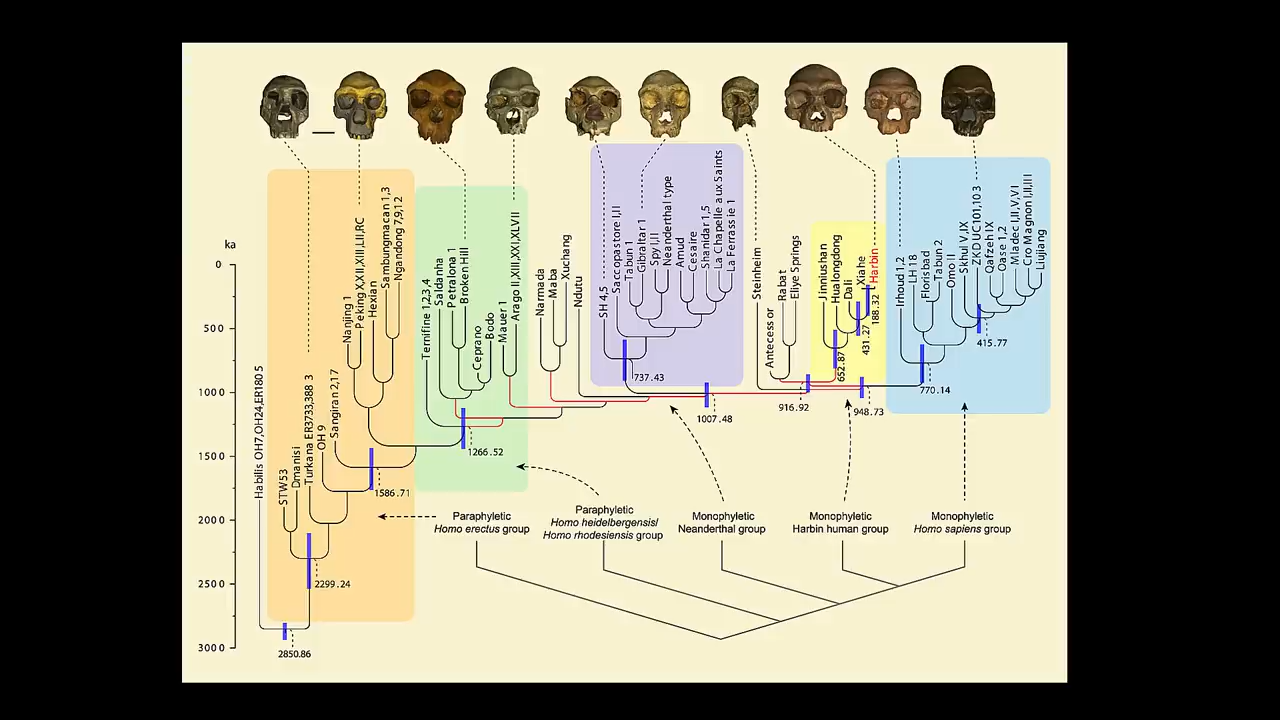 ka
0
500
1000
1500
2000
2500
3000
Habilis OH7,OH24,ER1805
STW53
Dmanisi
Turkana ER3733,3883
OH 9
Sangiran 2,17
Nanjing 1
Peking X,XII,LII,RC
Hexian
Sambungmacan 1,3
Ngandong 7,9,12
Ternifine 1,2,3,4
Saldanha
Petralona 1
Broken Hill
Ceprano
Bodo
Mauer 1
Arago II,XIII,XXI,XLVII
Narmada
Maba
Xuchang
Ndutu
SH 4,5
Saccopastore I,II
Tabun 1
Gibraltar 1
Spy I,II
Neanderthal type
Amud
Cesaire
Shanidar 1,5
La Chapelle aux Saints
La Ferrassie 1
Steinheim
Antecessor
Rabat
Eliye Springs
Jinniushan
Hualongdong
Dali
Xiahe
Harbin
Irhoud 1,2
LH 18
Florisbad
Tabun 2
Omo II
Skhul V,IX
ZKD UC101,103
Qafzeh IX
Oase 1,2
Mladec I,II,V,VI
Cro Magnon I,II,III
Liujiang
188.32
431.27
652.87
415.77
737.43
770.14
916.92
948.73
1007.48
1266.52
1586.71
2299.24
2850.86
Paraphyletic
Homo erectus group
Paraphyletic
Homo heidelbergensis/
Homo rhodesiensis group
Monophyletic
Neanderthal group
Monophyletic
Harbin human group
Monophyletic
Homo sapiens group